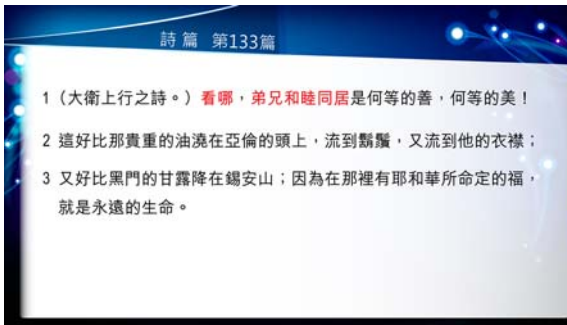 詩篇 第133篇
1（大衛上行之詩。）看哪，弟兄和睦同居是何等的善，何等的美！
2 這好比那貴重的油澆在亞倫的頭上，流到鬍鬚，又流到他的衣襟；
3 又好比黑門的甘露降在錫安山；因為在那裡有耶和華所命定的福，
就是永遠的生命。